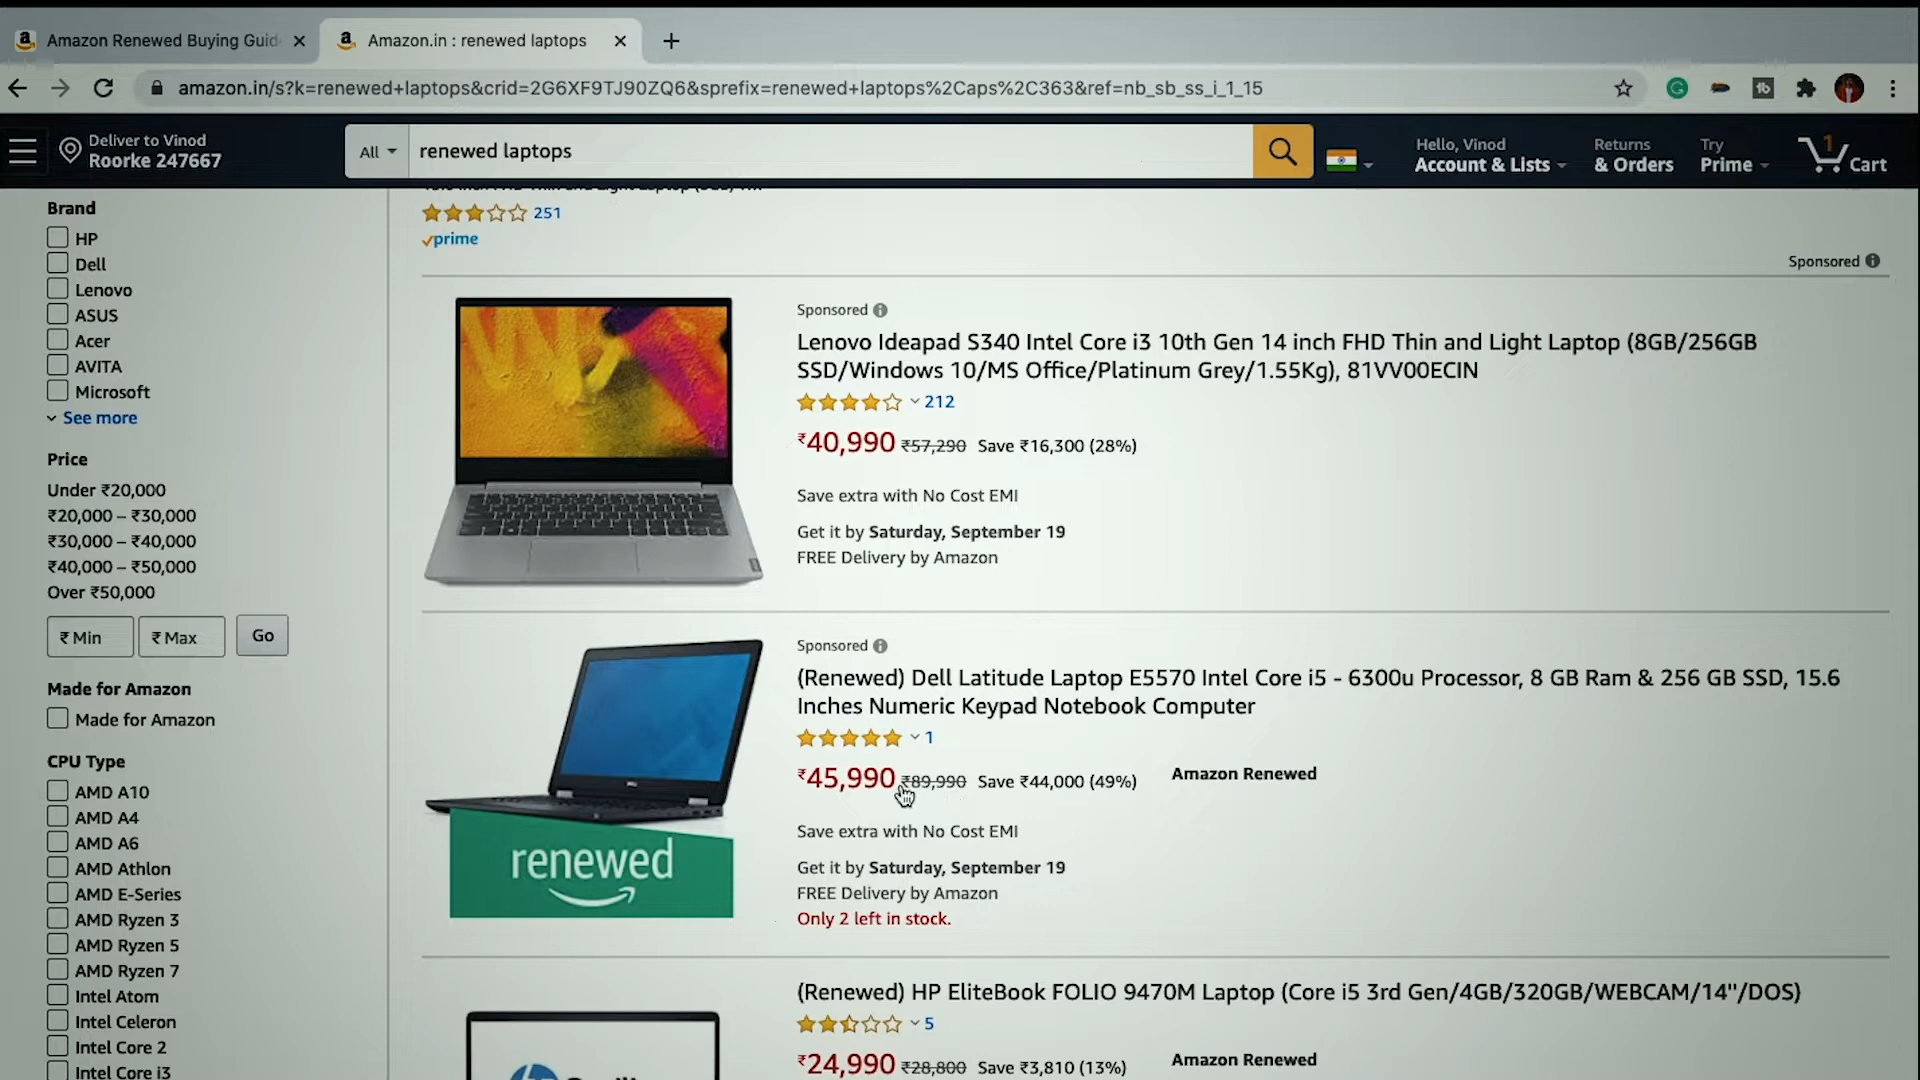 Amazon Renewed Buying Guid
Amazon.in : renewed laptops
amazon.in/s?k=renewed+laptops&crid=2G6XF9TJ90ZQ6&sprefix=renewed+laptops%2Caps%2C363&ref=nb_sb_ss_i_1_15
Deliver to Vinod
Roorke 247667
All
renewed laptops
Hello, Vinod
Account & Lists
Returns
& Orders
Try
Prime
1
Cart
Brand
HP
Dell
Lenovo
ASUS
Acer
AVITA
Microsoft
See more
Price
Under ₹20,000
₹20,000 – ₹30,000
₹30,000 – ₹40,000
₹40,000 – ₹50,000
Over ₹50,000
₹ Min
₹ Max
Go
Made for Amazon
Made for Amazon
CPU Type
AMD A10
AMD A4
AMD A6
AMD Athlon
AMD E-Series
AMD Ryzen 3
AMD Ryzen 5
AMD Ryzen 7
Intel Atom
Intel Celeron
Intel Core 2
Intel Core i3
251
prime
Sponsored
Sponsored
Lenovo Ideapad S340 Intel Core i3 10th Gen 14 inch FHD Thin and Light Laptop (8GB/256GB
SSD/Windows 10/MS Office/Platinum Grey/1.55Kg), 81VV00ECIN
212
₹40,990 ₹57,290 Save ₹16,300 (28%)
Save extra with No Cost EMI
Get it by Saturday, September 19
FREE Delivery by Amazon
Sponsored
(Renewed) Dell Latitude Laptop E5570 Intel Core i5 - 6300u Processor, 8 GB Ram & 256 GB SSD, 15.6
Inches Numeric Keypad Notebook Computer
1
₹45,990 ₹89,990 Save ₹44,000 (49%)
Amazon Renewed
Save extra with No Cost EMI
Get it by Saturday, September 19
FREE Delivery by Amazon
Only 2 left in stock.
renewed
(Renewed) HP EliteBook FOLIO 9470M Laptop (Core i5 3rd Gen/4GB/320GB/WEBCAM/14"/DOS)
5
₹24,990 ₹28,800 Save ₹3,810 (13%)
Amazon Renewed